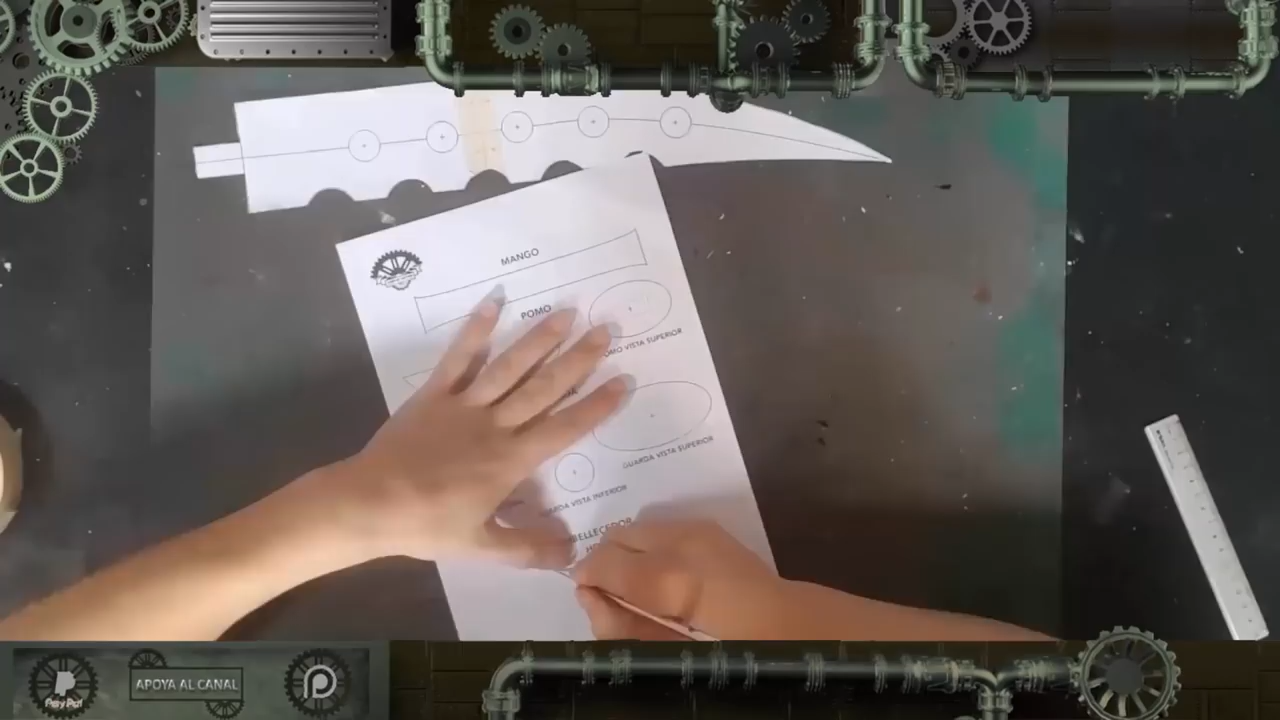 MANGO
POMO
POMO VISTA SUPERIOR
GUARDA VISTA SUPERIOR
GUARDA VISTA INFERIOR
PayPal
APOYA AL CANAL